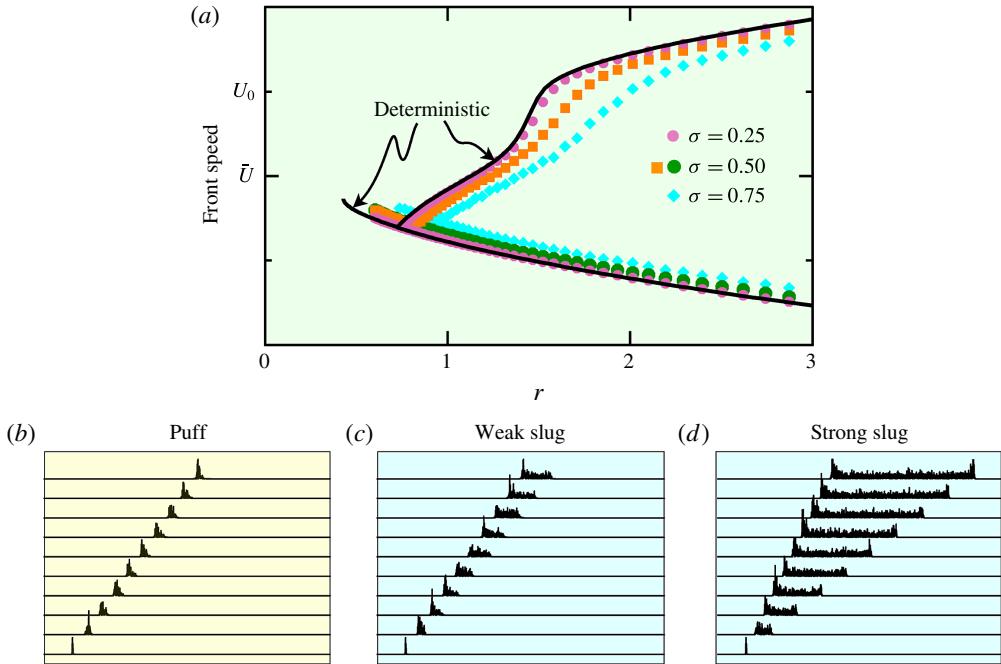 (a)
Front speed
U₀
Ū
Deterministic
σ = 0.25
σ = 0.50
σ = 0.75
0
1
2
3
r
(b)
Puff
(c)
Weak slug
(d)
Strong slug